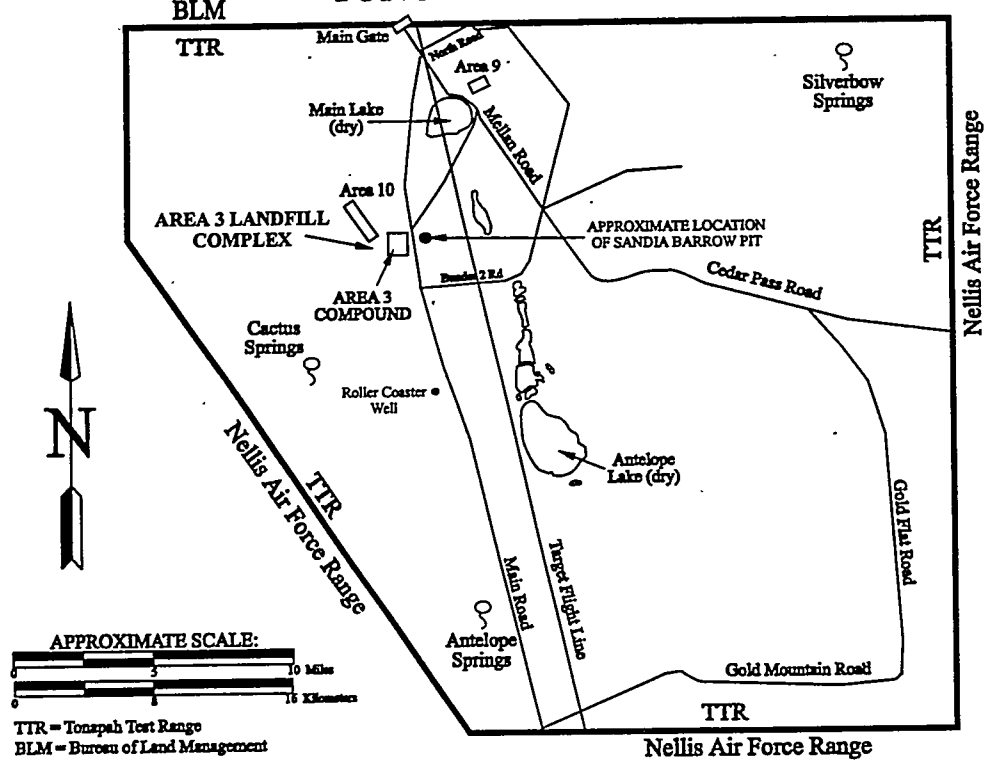 BLM
TTR
Main Gate
North Road
Area 9
Silverbow
Springs
Main Lake
(dry)
Mellan Road
Nellis Air Force Range
TTR
Area 10
AREA 3 LANDFILL
COMPLEX
APPROXIMATE LOCATION
OF SANDIA BARROW PIT
Cedar Pass Road
2 Rd
AREA 3
COMPOUND
Cactus
Springs
Roller Coaster
Well
N
Antelope
Lake (dry)
TTR
Nellis Air Force Range
Gold Flat Road
Main Road
Target Flight Line
Antelope
Springs
APPROXIMATE SCALE:
0 5 10 Miles
0 16 Kilometers
Gold Mountain Road
TTR
TTR = Tonapah Test Range
BLM = Bureau of Land Management
Nellis Air Force Range